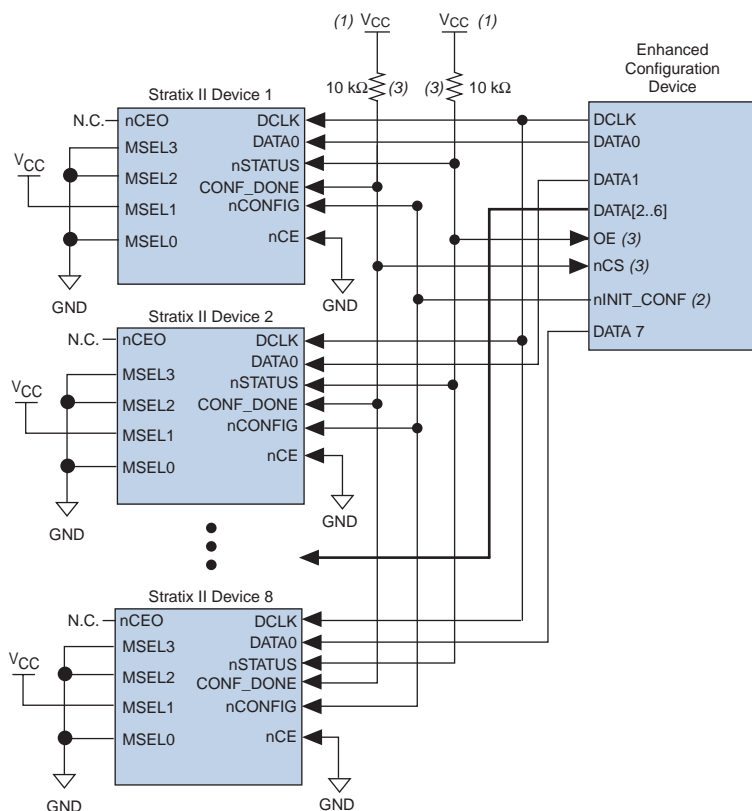 (1) VCC VCC (1)
10 kΩ (3) (3) 10 kΩ
Enhanced
Configuration
Device
DCLK
DATA0
DATA1
DATA[2..6]
OE (3)
nCS (3)
nINIT_CONF (2)
DATA 7
Stratix II Device 1
N.C. nCEO DCLK
MSEL3 DATA0
VCC
MSEL2 nSTATUS
CONF_DONE
MSEL1 nCONFIG
MSEL0 nCE
GND GND
Stratix II Device 2
N.C. nCEO DCLK
MSEL3 DATA0
VCC
MSEL2 nSTATUS
CONF_DONE
MSEL1 nCONFIG
MSEL0 nCE
GND GND
Stratix II Device 8
N.C. nCEO DCLK
MSEL3 DATA0
VCC
MSEL2 nSTATUS
CONF_DONE
MSEL1 nCONFIG
MSEL0 nCE
GND GND